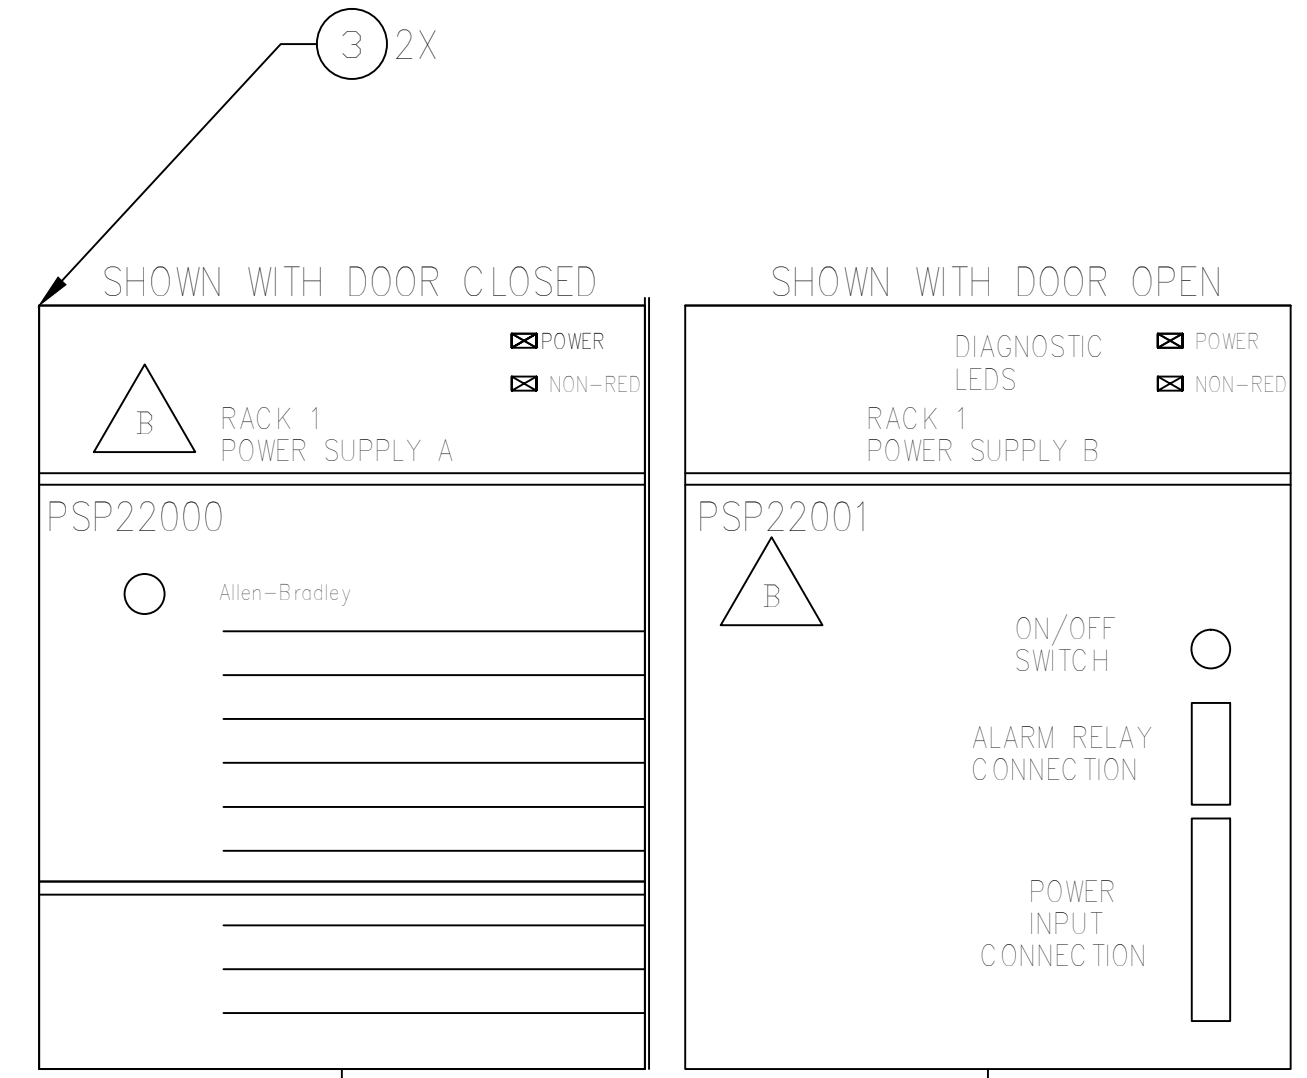 3 2X
SHOWN WITH DOOR CLOSED
POWER
NON-RED
B
RACK 1
POWER SUPPLY A
PSP22000
Allen-Bradley
SHOWN WITH DOOR OPEN
DIAGNOSTIC
LEDS
POWER
NON-RED
RACK 1
POWER SUPPLY B
PSP22001
B
ON/OFF
SWITCH
ALARM RELAY
CONNECTION
POWER
INPUT
CONNECTION